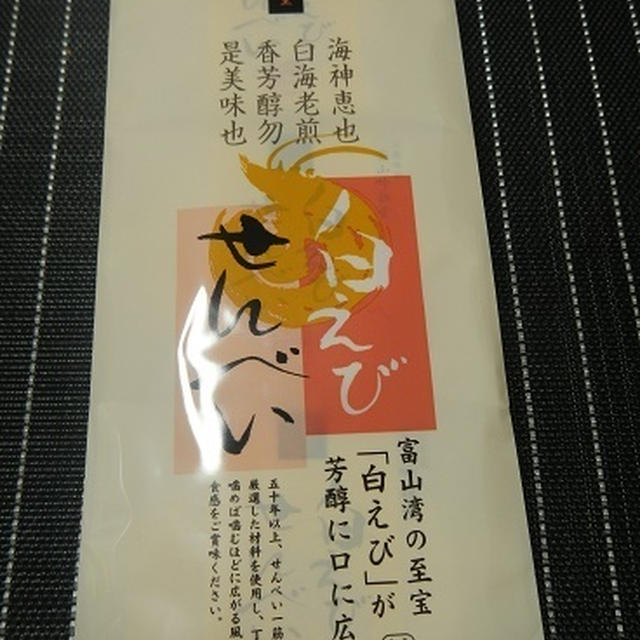 海神恵也
白海老煎
香芳醇勿
是美味也
白えび
せんべい
富山湾の至宝
「白えび」が
芳醇に口に広
五十年以上、せんべい一筋
厳選した材料を使用し、丁
噛めば噛むほどに広がる風
食感をご賞味ください。